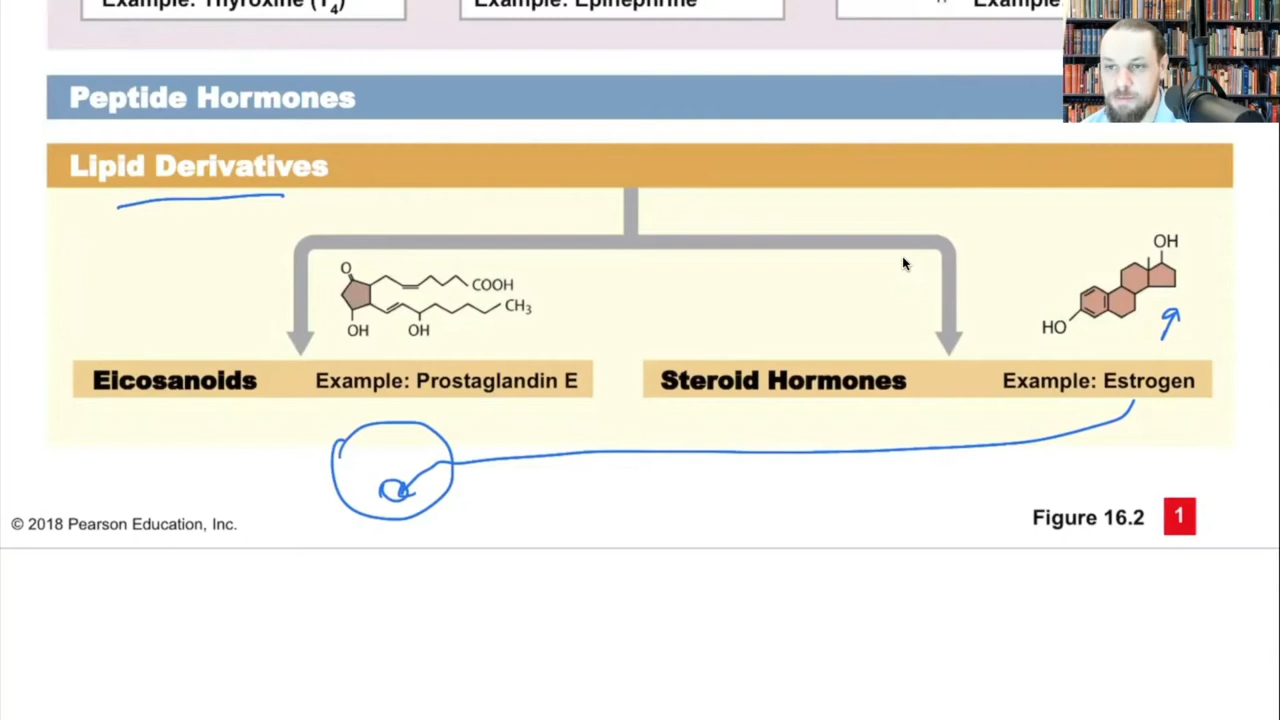 Example: Thyroxine (T4)
Example: Epinephrine
Example
Peptide Hormones
Lipid Derivatives
O
COOH
CH3
OH
OH
OH
HO
Eicosanoids
Example: Prostaglandin E
Steroid Hormones
Example: Estrogen
© 2018 Pearson Education, Inc.
Figure 16.2
1